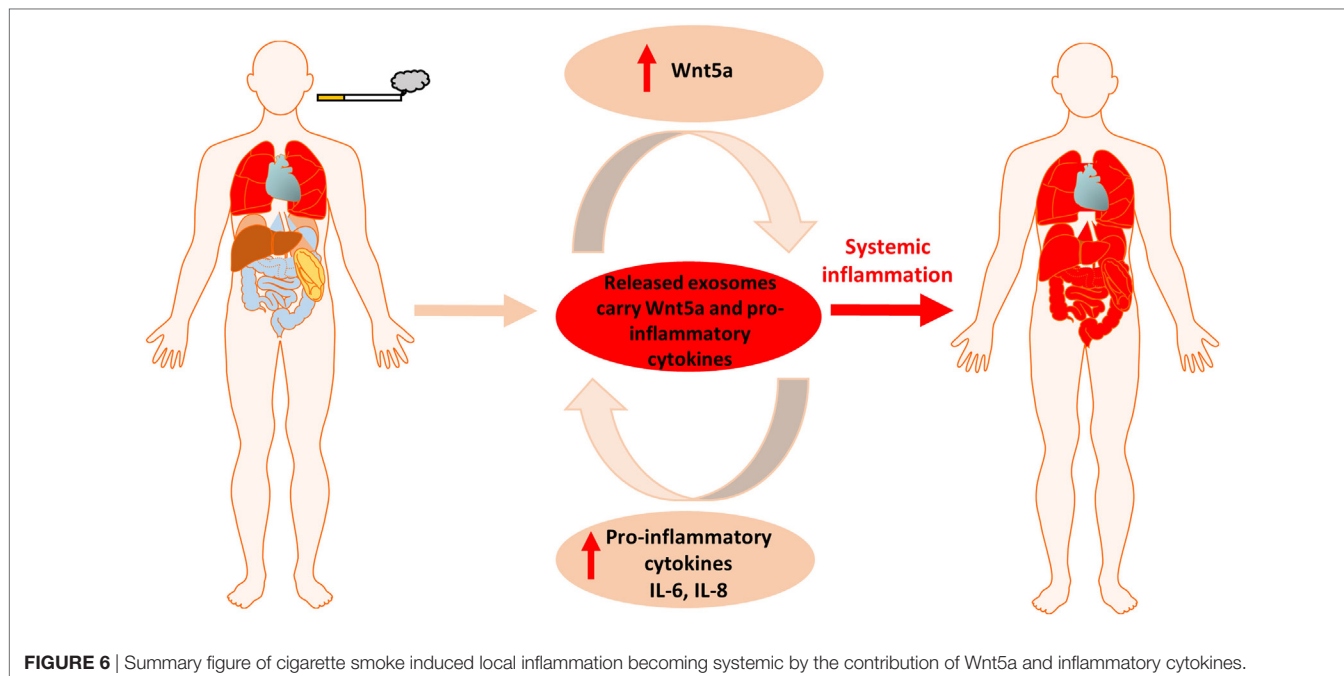 Wnt5a
Systemic
inflammation
Released exosomes
carry Wnt5a and pro-
inflammatory
cytokines
Pro-inflammatory
cytokines
IL-6, IL-8
FIGURE 6 | Summary figure of cigarette smoke induced local inflammation becoming systemic by the contribution of Wnt5a and inflammatory cytokines.